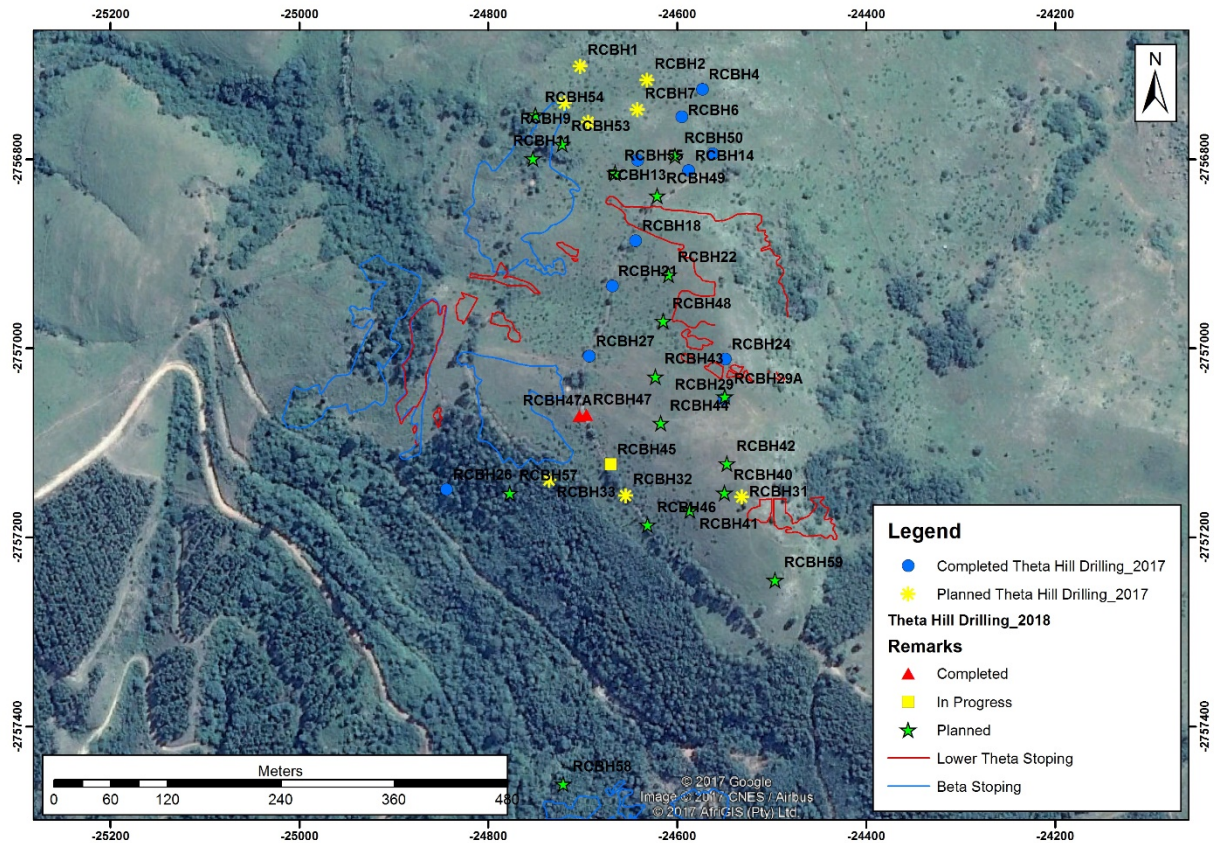 -25200 -25000 -24800 -24600 -24400 -24200
N
RCBH1
RCBH2
RCBH4
RCBH7
RCBH54
RCBH6
RCBH9
RCBH53
RCBH50
RCBH11
RCBH55
RCBH14
RCBH13
RCBH49
RCBH18
RCBH22
RCBH21
RCBH48
RCBH27
RCBH24
RCBH43
RCBH29
RCBH29A
RCBH47A
RCBH47
RCBH44
RCBH45
RCBH42
RCBH26
RCBH57
RCBH32
RCBH40
RCBH33
RCBH31
RCBH46
RCBH41
RCBH59
RCBH58
-2756800 -2756800
-2757000 -2757000
-2757200 -2757200
-2757400 -2757400
Legend
Completed Theta Hill Drilling_2017
Planned Theta Hill Drilling_2017
Theta Hill Drilling_2018
Remarks
Completed
In Progress
Planned
Lower Theta Stoping
Beta Stoping
Meters
0 60 120 240 360 480
© 2017 Google
Image © 2017 CNES / Airbus
© 2017 AfriGIS (Pty) Ltd.
-25200 -25000 -24800 -24600 -24400 -24200